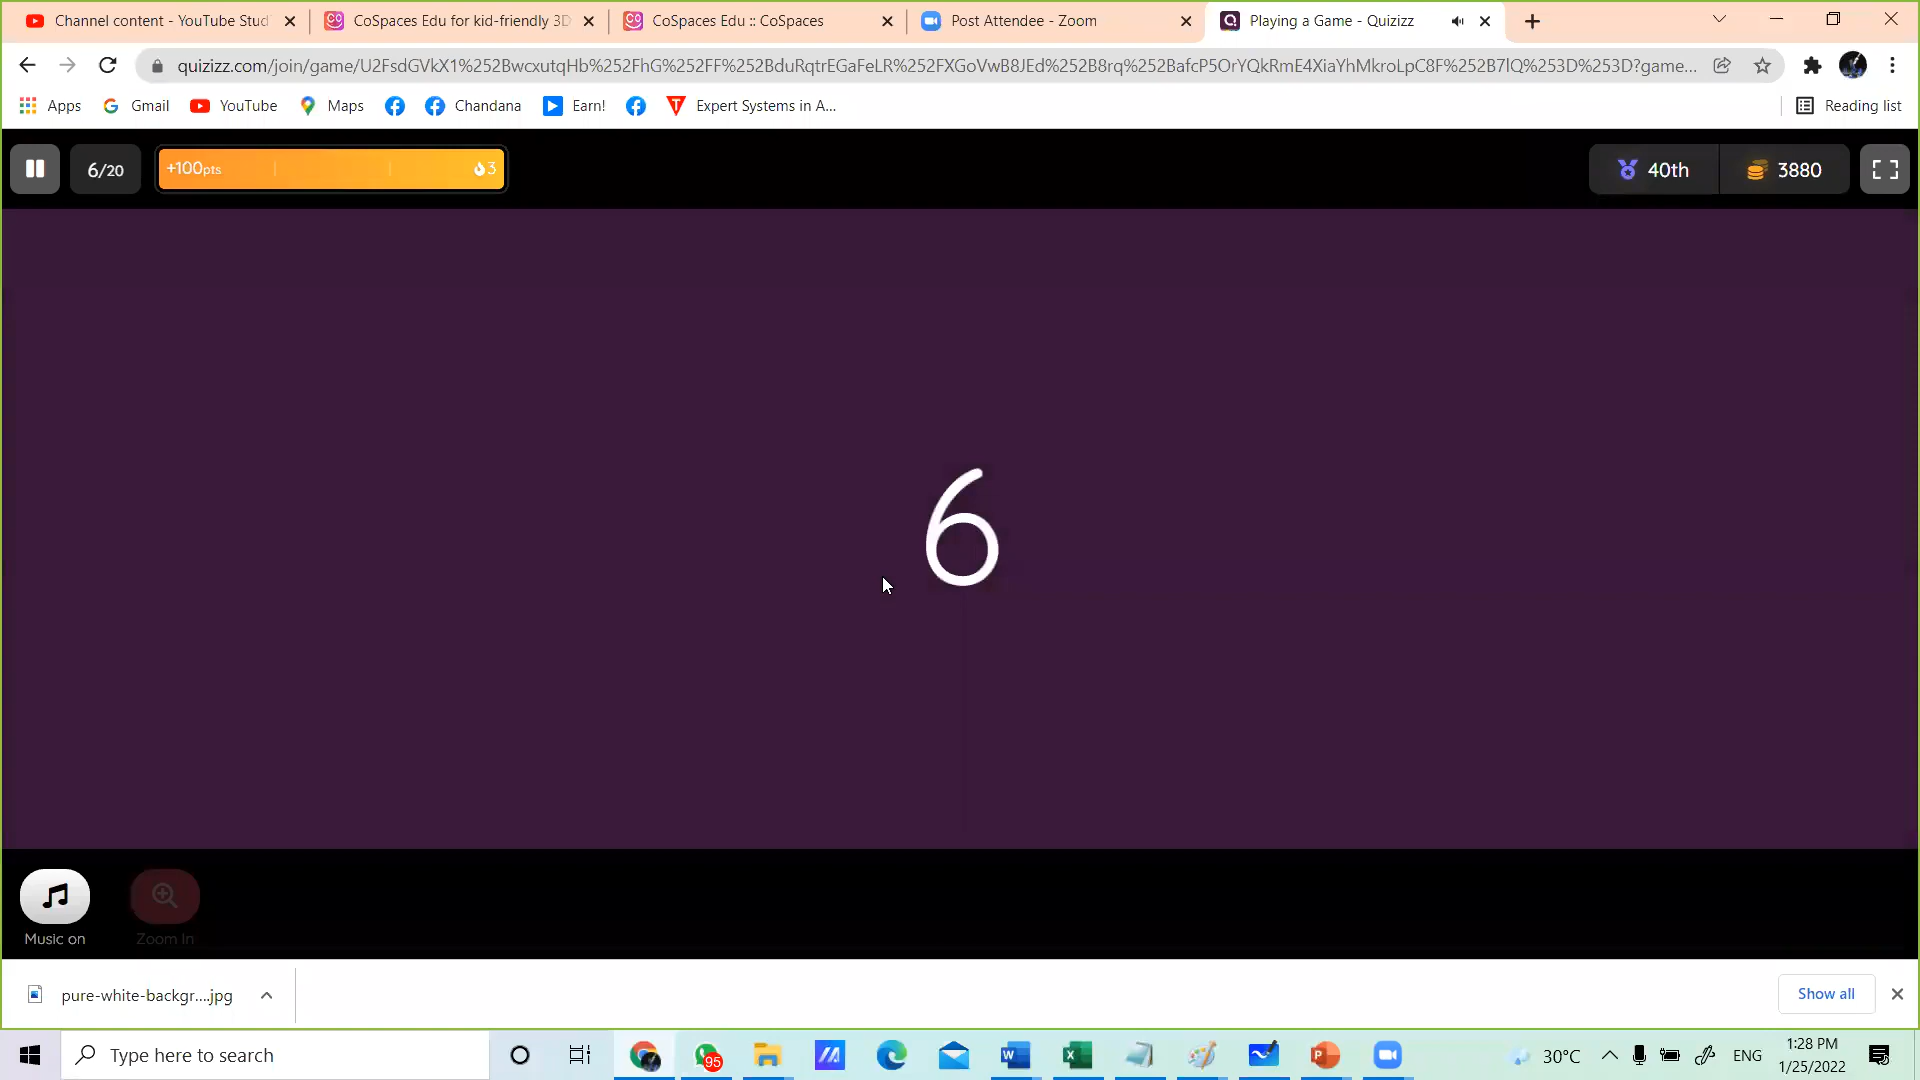 Channel content - YouTube Stud
CoSpaces Edu for kid-friendly 3D
CoSpaces Edu :: CoSpaces
Post Attendee - Zoom
Playing a Game - Quizizz
quizizz.com/join/game/U2FsdGVkX1%252BwcxutqHb%252FhG%252FF%252BduRqtrEGaFeLR%252FXGoVwB8JEd%252B8rq%252BafcP5OrYQkRmE4XiaYhMkroLpC8F%252B7lQ%253D%253D?game...
Apps
Gmail
YouTube
Maps
Chandana
Earn!
Expert Systems in A...
Reading list
6/20
+100pts
3
40th
3880
6
Music on
Zoom In
pure-white-backgr....jpg
Show all
Type here to search
95
30°C
ENG
1:28 PM
1/25/2022